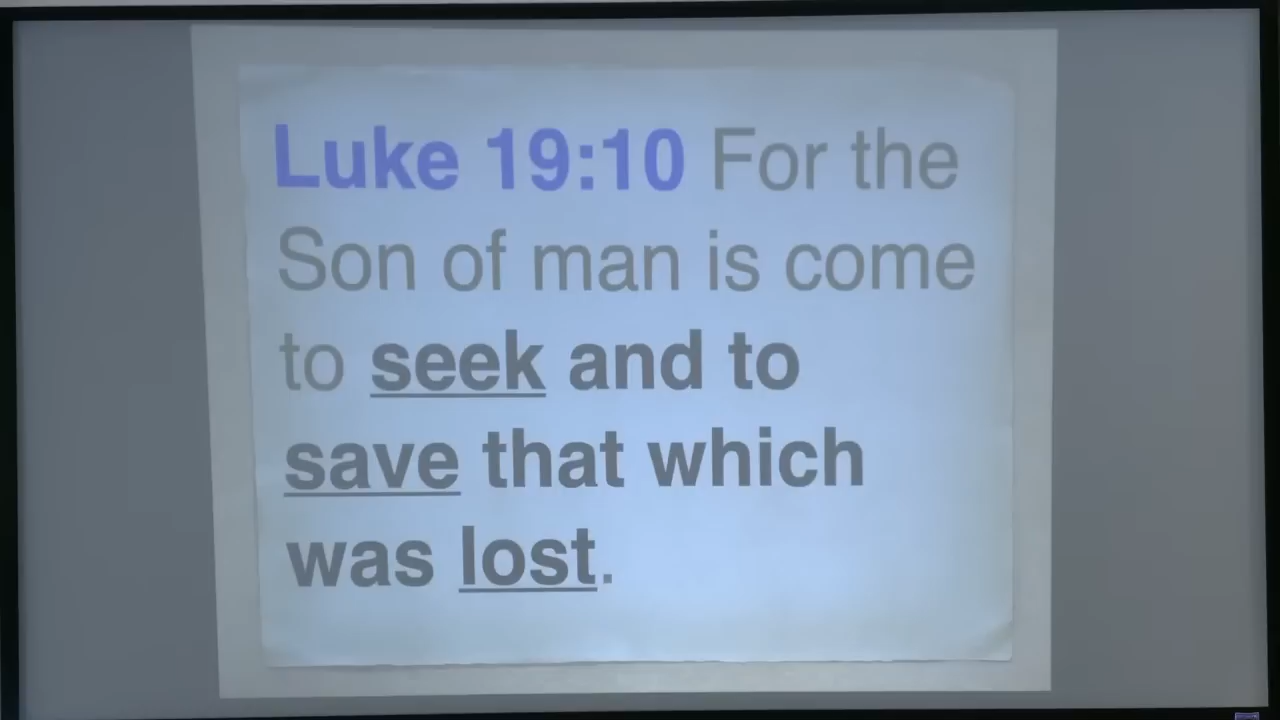 Luke 19:10 For the
Son of man is come
to seek and to
save that which
was lost.